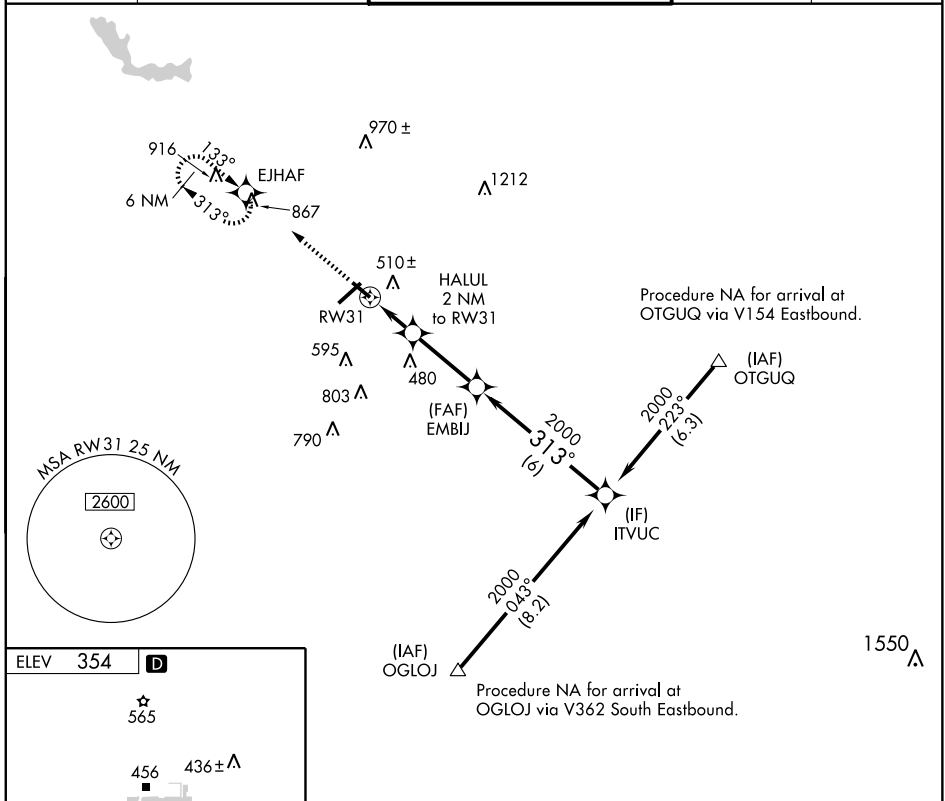 970 ±
916
133°
EJHAF
1212
6 NM
313°
867
510 ±
HALUL
2 NM
to RW31
RW31
Procedure NA for arrival at
OTGUQ via V154 Eastbound.
595
480
(IAF)
OTGUQ
803
(FAF)
EMBIJ
2000
223°
(6.3)
790
2000
313°
(6)
MSA RW31 25 NM
2600
(IF)
ITVUC
2000
043°
(8.2)
(IAF)
OGLOJ
1550
Procedure NA for arrival at
OGLOJ via V362 South Eastbound.
ELEV 354 D
565
456
436 ±